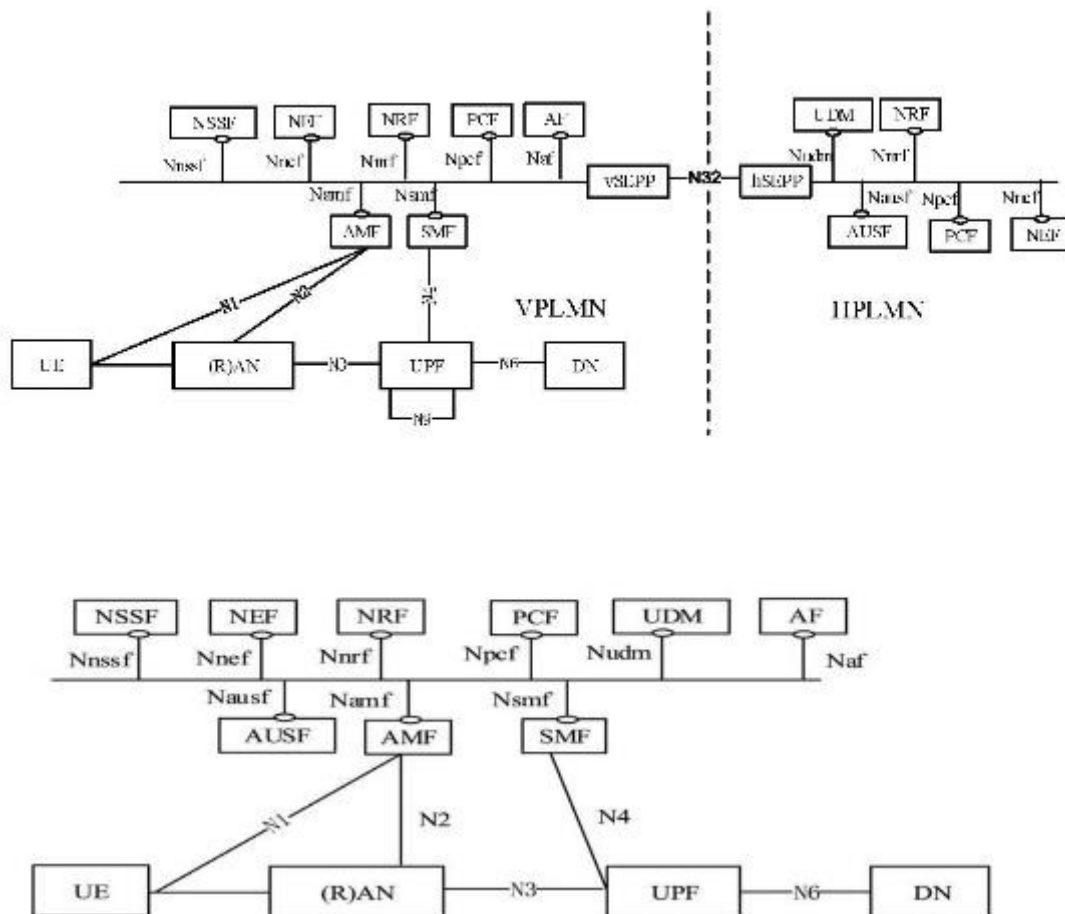 NSSF NEF NRF PCF AF UDM NRF
Nnssf Nnef Nnrf Npcf Naf Nudm Nnrf
vSEPP N32 hSEPP
Namf Nsmf Nausf Npcf Nnef
AMF SMF AUSF PCF NEF
N1 N2 N4
VPLMN HPLMN
UE (R)AN N3 UPF N6 DN
N9
NSSF NEF NRF PCF UDM AF
Nnssf Nnef Nnrf Npcf Nudm Naf
Nausf Namf Nsmf
AUSF AMF SMF
N1 N2 N4
UE (R)AN N3 UPF N6 DN